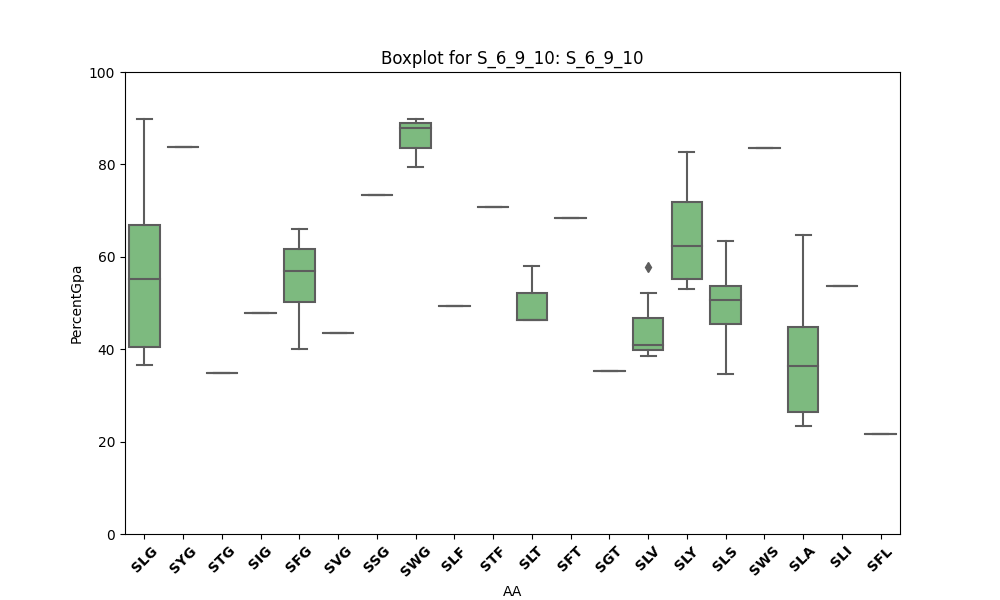 Boxplot for S_6_9_10: S_6_9_10
PercentGpa
100
80
60
40
20
0
SLG SYG STG SIG SFG SVG SSG SWG SLF STF SLT SFT SGT SLV SLY SLS SWS SLA SLI SFL
AA